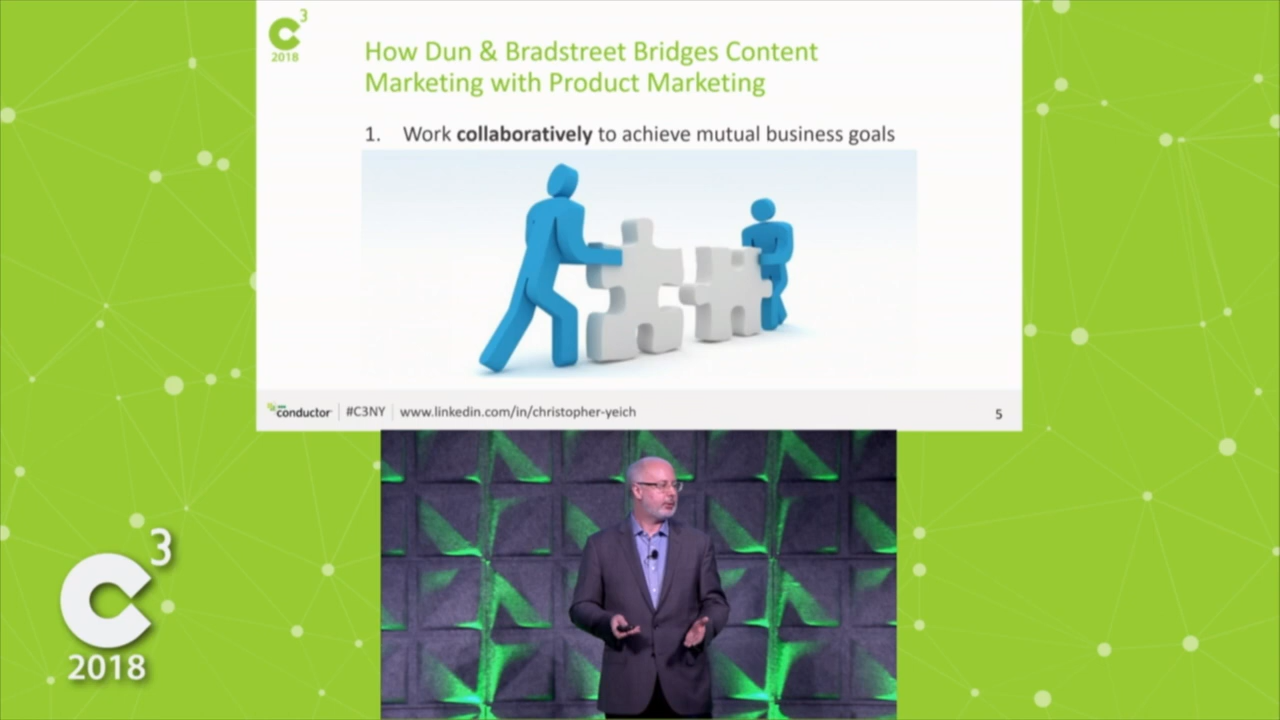 C3
2018
How Dun & Bradstreet Bridges Content
Marketing with Product Marketing
1. Work collaboratively to achieve mutual business goals
conductor #C3NY www.linkedin.com/in/christopher-yeich 5
C3
2018